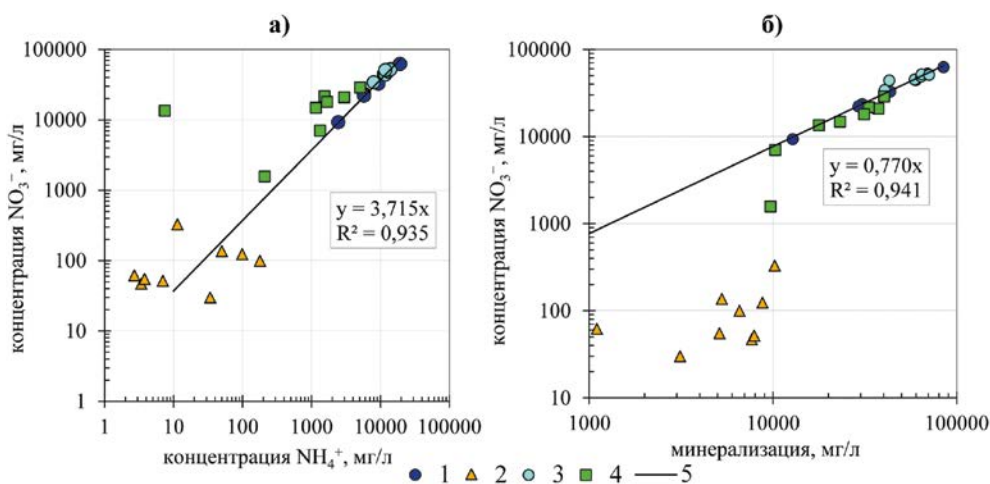 а)
концентрация NO₃⁻, мг/л
100000
10000
1000
100
10
1
y = 3,715x
R² = 0,935
1 10 100 1000 10000 100000
концентрация NH₄⁺, мг/л
б)
концентрация NO₃⁻, мг/л
100000
10000
1000
100
10
y = 0,770x
R² = 0,941
1000 10000 100000
минерализация, мг/л
1 2 3 4 5